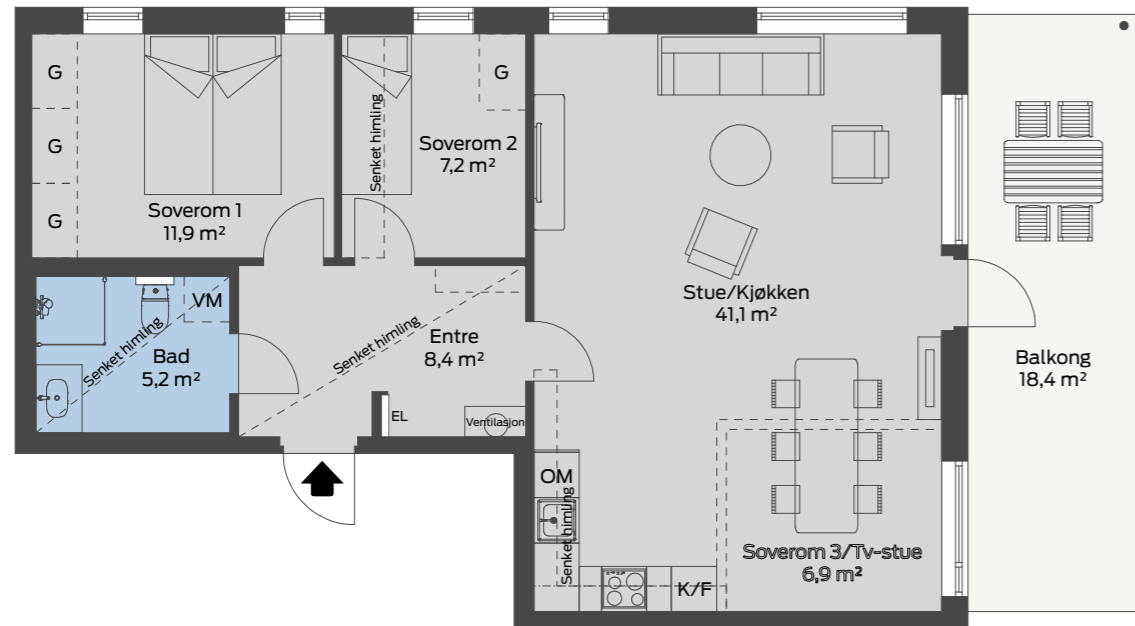 G
G
G
Soverom 1
11,9 m²
Senket himling
G
Soverom 2
7,2 m²
Stue/Kjøkken
41,1 m²
Balkong
18,4 m²
VM
Senket himling
Bad
5,2 m²
Senket himling
Entre
8,4 m²
EL
Ventilasjon
OM
Senket himling
K/F
Soverom 3/Tv-stue
6,9 m²